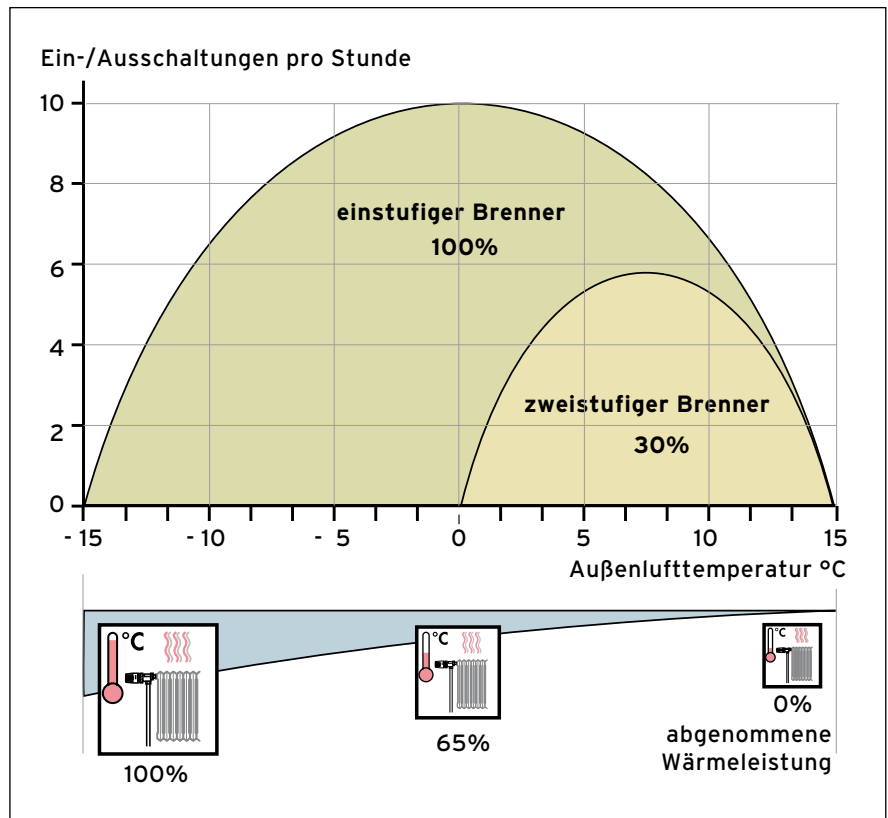 Ein-/Ausschaltungen pro Stunde
10
8
einstufiger Brenner
100%
6
4
zweistufiger Brenner
2
30%
0
- 15 - 10 - 5 0 5 10 15
Außenlufttemperatur °C
°C
°C
°C
0%
65%
abgenommene
Wärmeleistung
100%